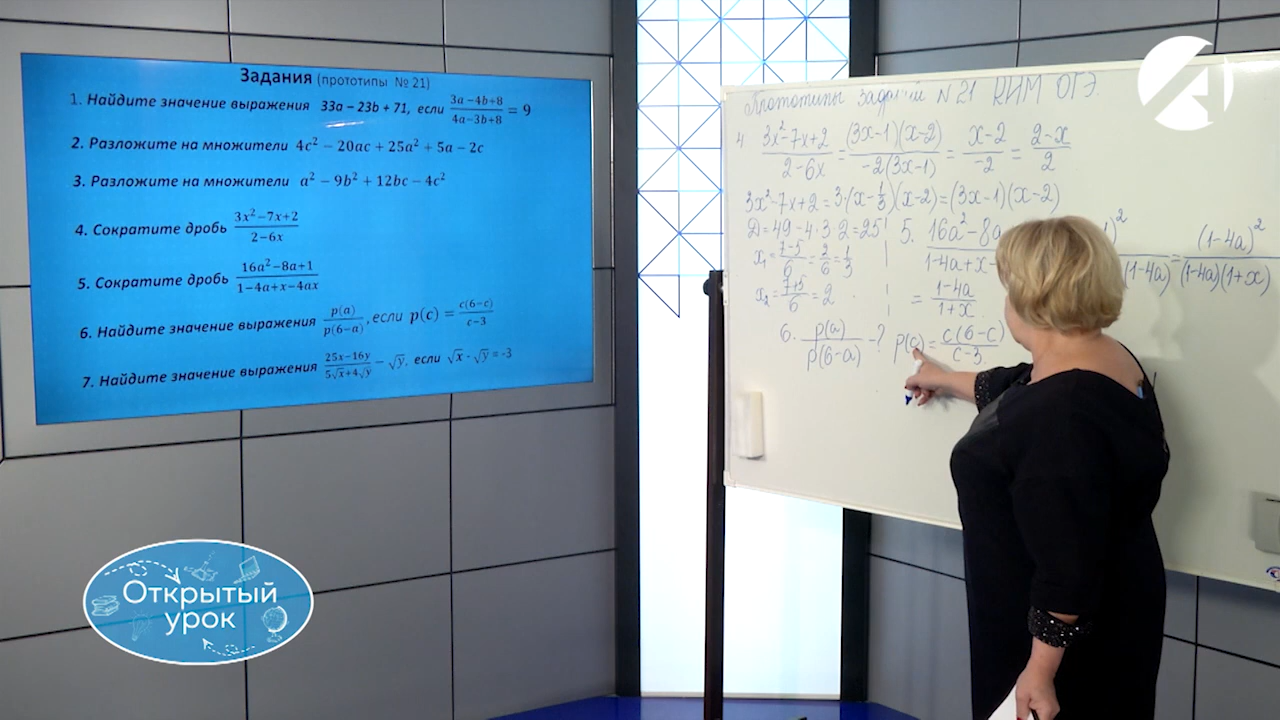 Задания (прототипы № 21)
1. Найдите значение выражения 33a – 23b + 71, если (3a – 4b + 8)/(4a – 3b + 8) = 9
2. Разложите на множители 4c² – 20ac + 25a² + 5a – 2c
3. Разложите на множители a² – 9b² + 12bc – 4c²
4. Сократите дробь (3x² – 7x + 2)/(2 – 6x)
5. Сократите дробь (16a² – 8a + 1)/(1 – 4a + x – 4ax)
6. Найдите значение выражения p(a)/p(6 – a), если p(c) = c(6 – c)/(c – 3)
7. Найдите значение выражения (25x – 16y)/(5√x + 4√y) – √y, если √x · √y = -3
Открытый
урок
Прототипы заданий N 21 КИМ ОГЭ.
4 (3x² – 7x + 2)/(2 – 6x) = (3x – 1)(x – 2)/(-2(3x – 1)) = (x – 2)/(-2) = (2 – x)/2
3x² – 7x + 2 = 3·(x – 1/3)(x – 2) = (3x – 1)(x – 2)
Д = 49 – 4·3·2 = 25
x₁ = (7 – 5)/6 = 2/6 = 1/3
x₂ = (7 + 5)/6 = 2
5. (16a² – 8a)/(1 – 4a + x –)
)²/(1 – 4a) = (1 – 4a)²/((1 – 4a)(1 + x))
= (1 – 4a)/(1 + x)
6. p(a)/p(6 – a) – ? p(c) = c(6 – c)/(c – 3)